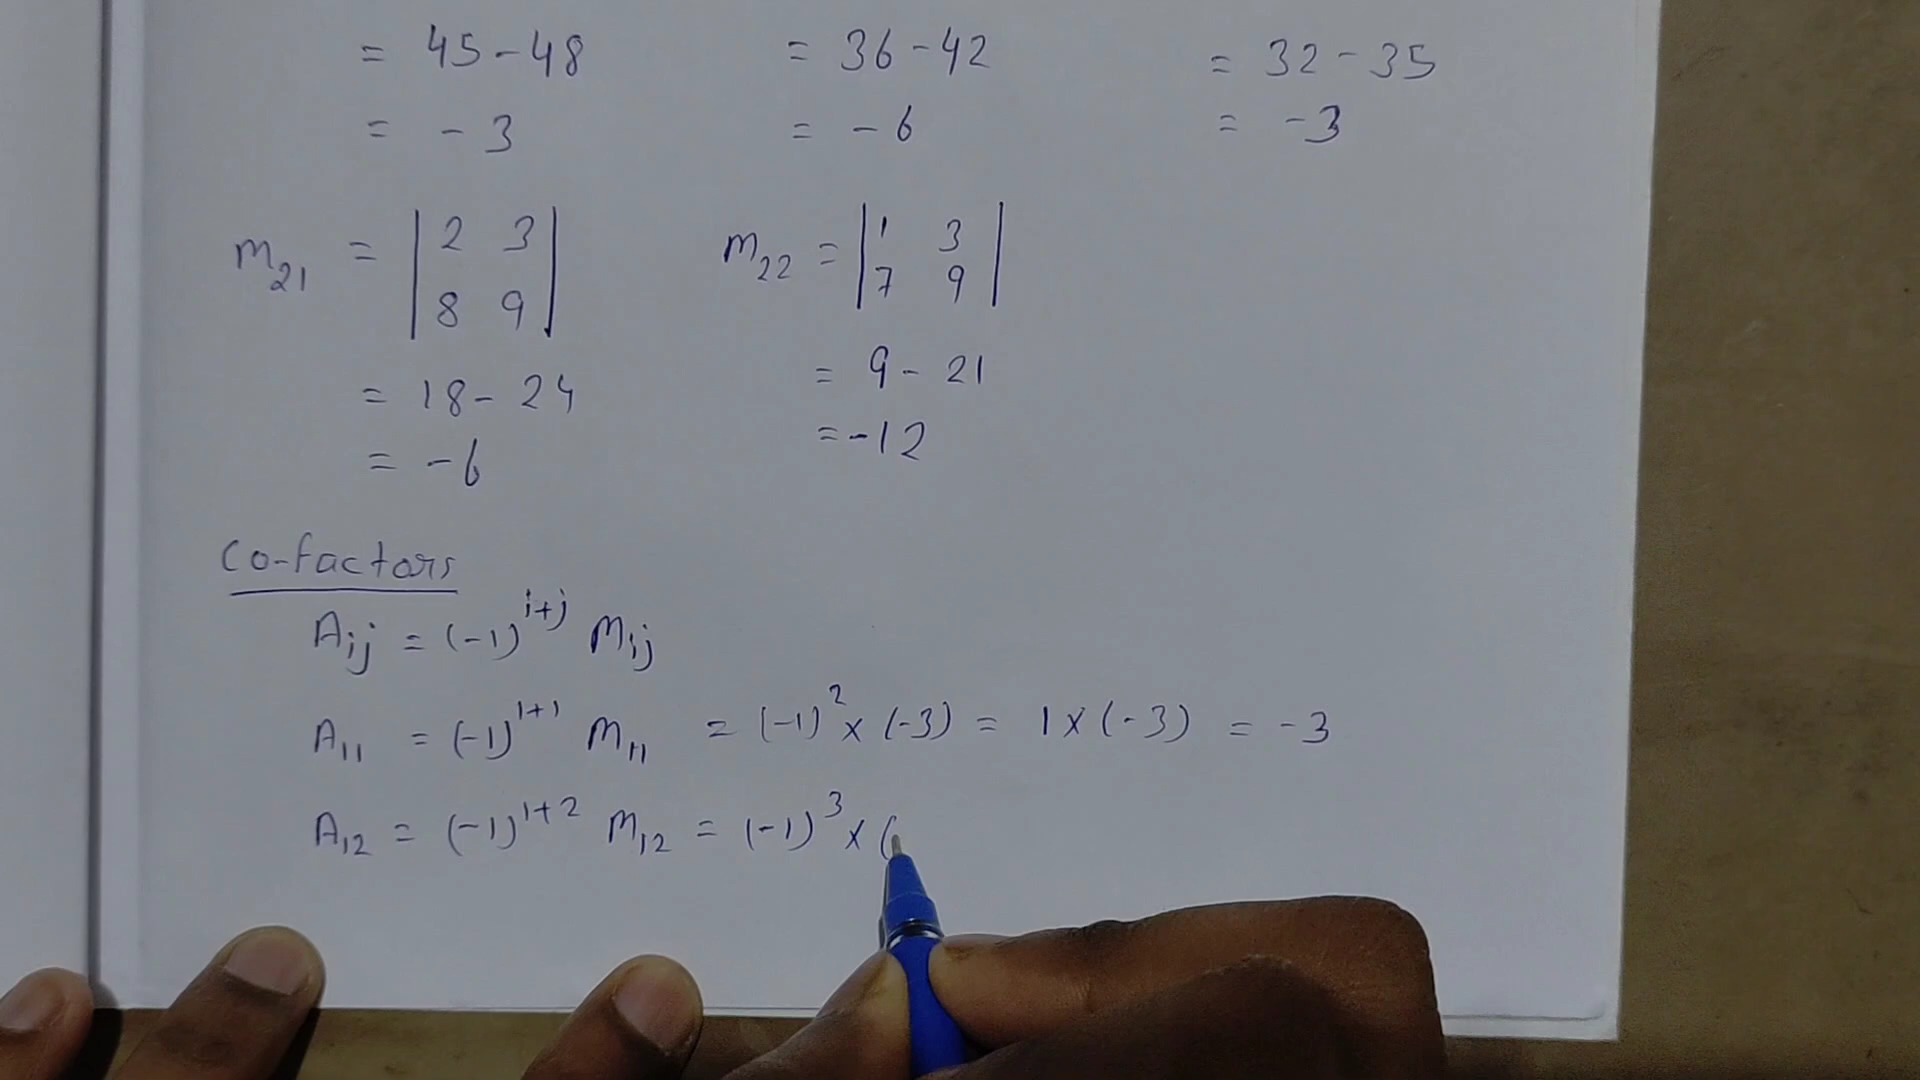 = 45 - 48 = 36 - 42 = 32 - 35
= - 3 = - 6 = - 3
m₂₁ = | 2 3 | m₂₂ = | 1 3 |
| 8 9 | | 7 9 |
= 18 - 24 = 9 - 21
= - 6 = - 12
Co-factors
Aᵢⱼ = (-1)^(i+j) Mᵢⱼ
A₁₁ = (-1)^(1+1) M₁₁ = (-1)² × (-3) = 1 × (-3) = -3
A₁₂ = (-1)^(1+2) M₁₂ = (-1)³ × (